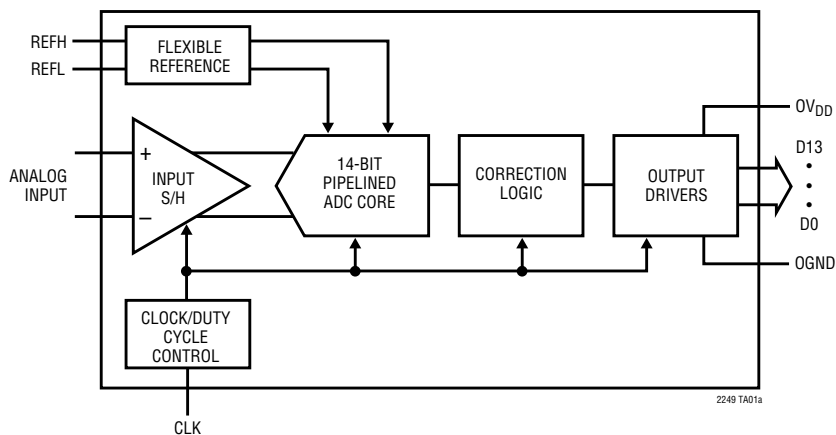 REFH
REFL
FLEXIBLE
REFERENCE
ANALOG
INPUT
+
–
INPUT
S/H
14-BIT
PIPELINED
ADC CORE
CORRECTION
LOGIC
OUTPUT
DRIVERS
OVDD
D13
•
•
•
D0
OGND
CLOCK/DUTY
CYCLE
CONTROL
CLK
2249 TA01a